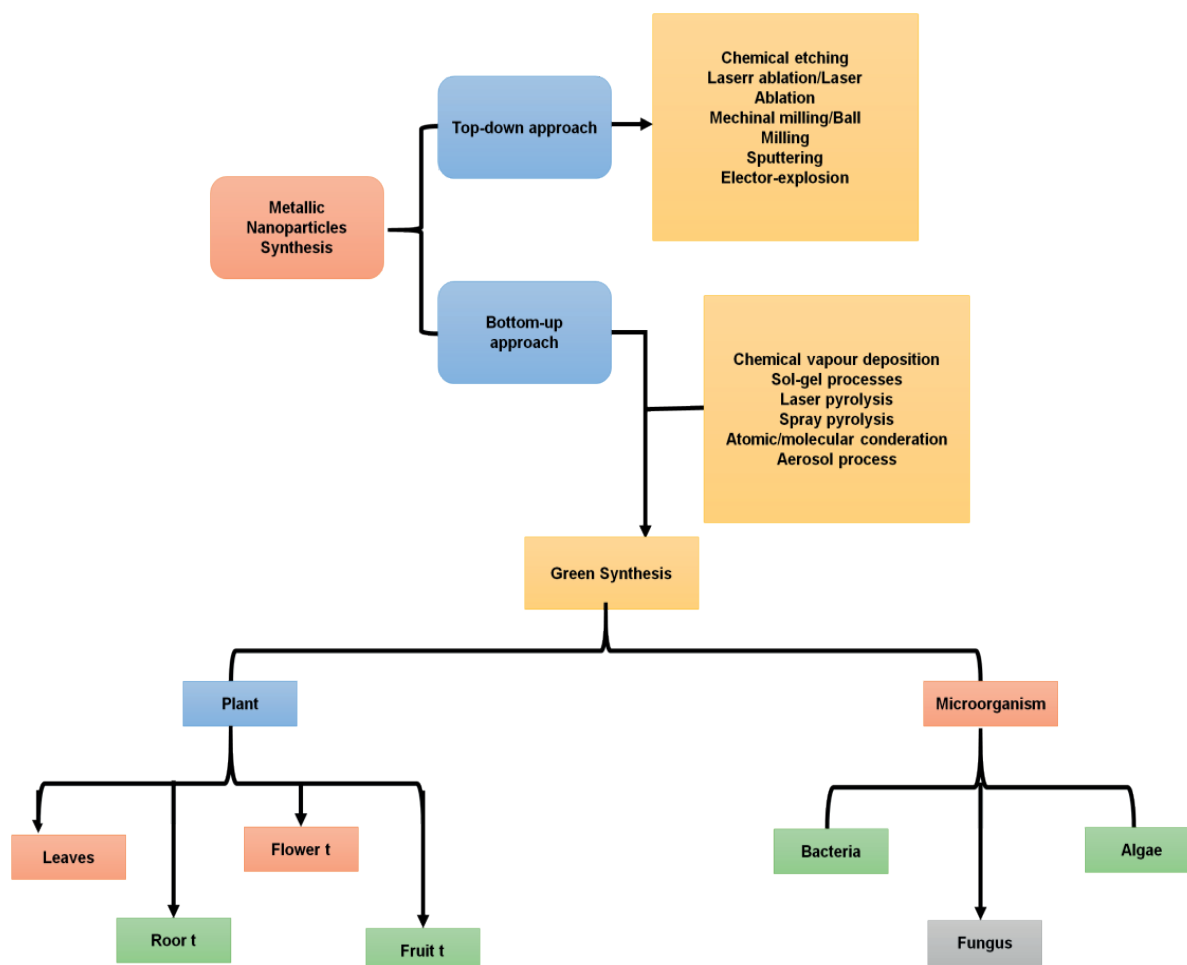 Chemical etching
Laserr ablation/Laser
Ablation
Mechinal milling/Ball
Milling
Sputtering
Elector-explosion
Top-down approach
Metallic
Nanoparticles
Synthesis
Bottom-up
approach
Chemical vapour deposition
Sol-gel processes
Laser pyrolysis
Spray pyrolysis
Atomic/molecular conderation
Aerosol process
Green Synthesis
Plant
Microorganism
Leaves
Flower t
Bacteria
Algae
Roor t
Fruit t
Fungus